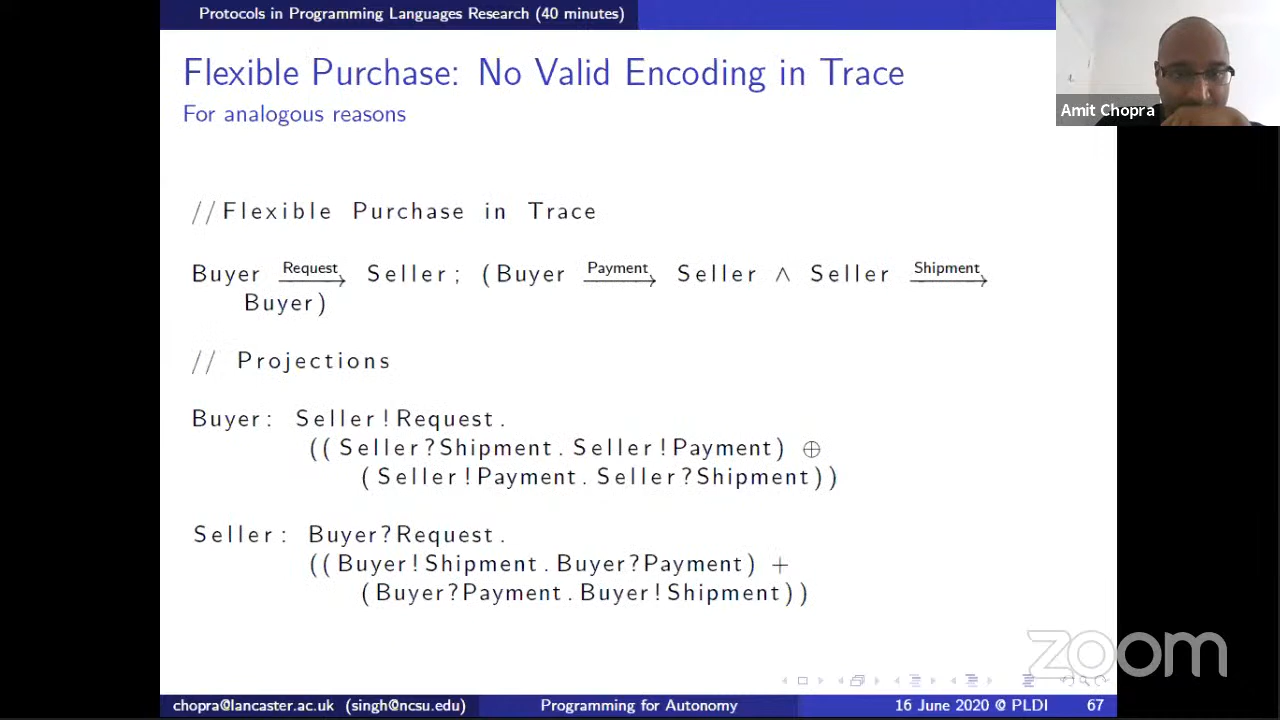 Protocols in Programming Languages Research (40 minutes)
Flexible Purchase: No Valid Encoding in Trace
For analogous reasons
Amit Chopra
//Flexible Purchase in Trace
Buyer Request→ Seller; (Buyer Payment→ Seller ∧ Seller Shipment→
Buyer)
// Projections
Buyer: Seller!Request.
((Seller?Shipment.Seller!Payment) ⊕
(Seller!Payment.Seller?Shipment))
Seller: Buyer?Request.
((Buyer!Shipment.Buyer?Payment) +
(Buyer?Payment.Buyer!Shipment))
zoom
chopra@lancaster.ac.uk (singh@ncsu.edu) Programming for Autonomy 16 June 2020 @ PLDI 67